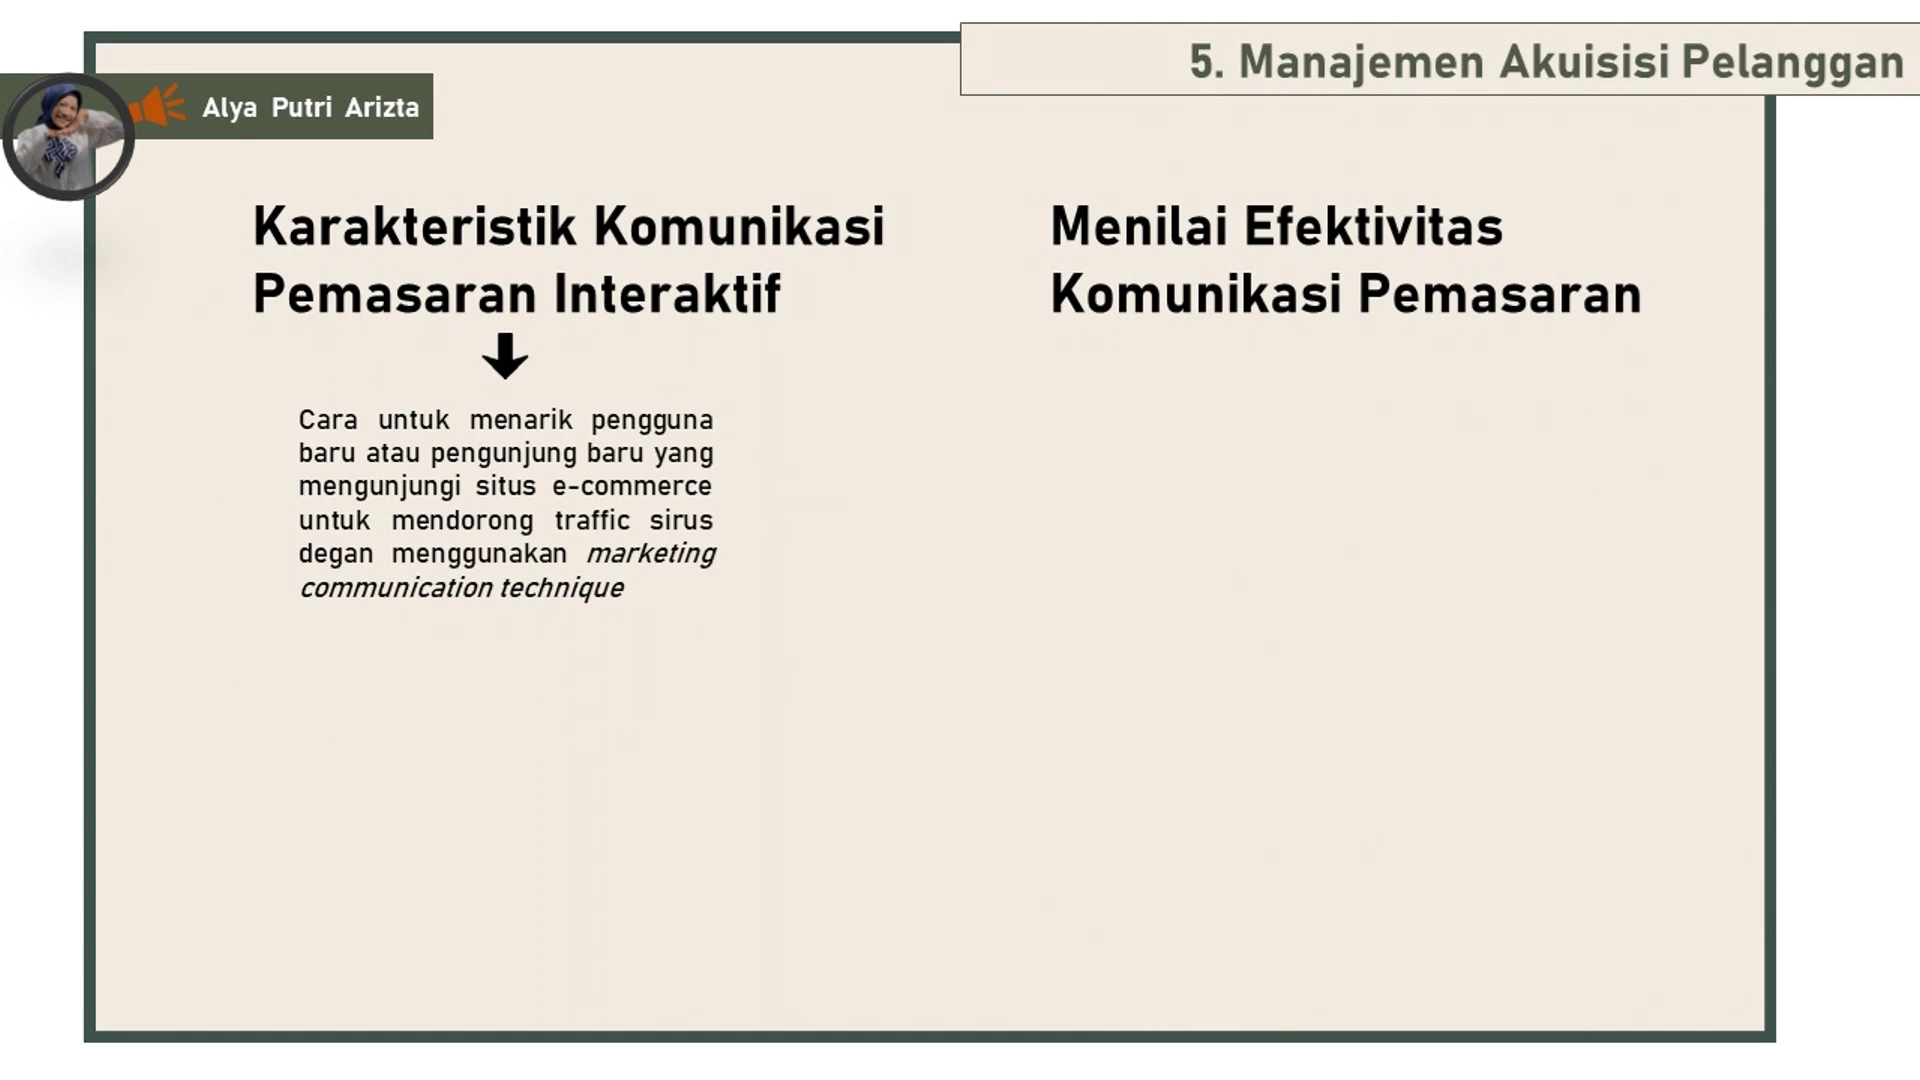 5. Manajemen Akuisisi Pelanggan
Alya Putri Arizta
Karakteristik Komunikasi
Pemasaran Interaktif
Cara untuk menarik pengguna
baru atau pengunjung baru yang
mengunjungi situs e-commerce
untuk mendorong traffic sirus
degan menggunakan marketing
communication technique
Menilai Efektivitas
Komunikasi Pemasaran